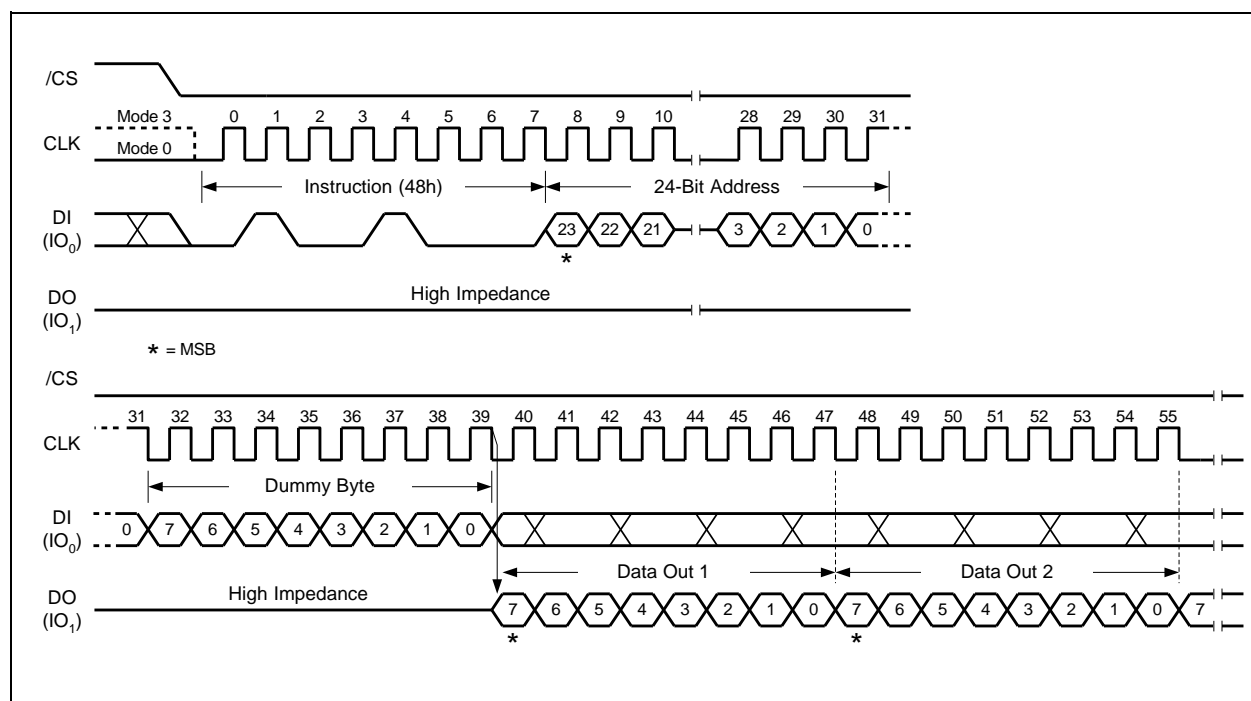 /CS
Mode 3 0 1 2 3 4 5 6 7 8 9 10 28 29 30 31
CLK
Mode 0
Instruction (48h) 24-Bit Address
DI
(IO0) 23 22 21 3 2 1 0
*
DO High Impedance
(IO1)
* = MSB
/CS
31 32 33 34 35 36 37 38 39 40 41 42 43 44 45 46 47 48 49 50 51 52 53 54 55
CLK
Dummy Byte
DI
(IO0) 0 7 6 5 4 3 2 1 0
Data Out 1 Data Out 2
DO High Impedance
(IO1) 7 6 5 4 3 2 1 0 7 6 5 4 3 2 1 0 7
* *